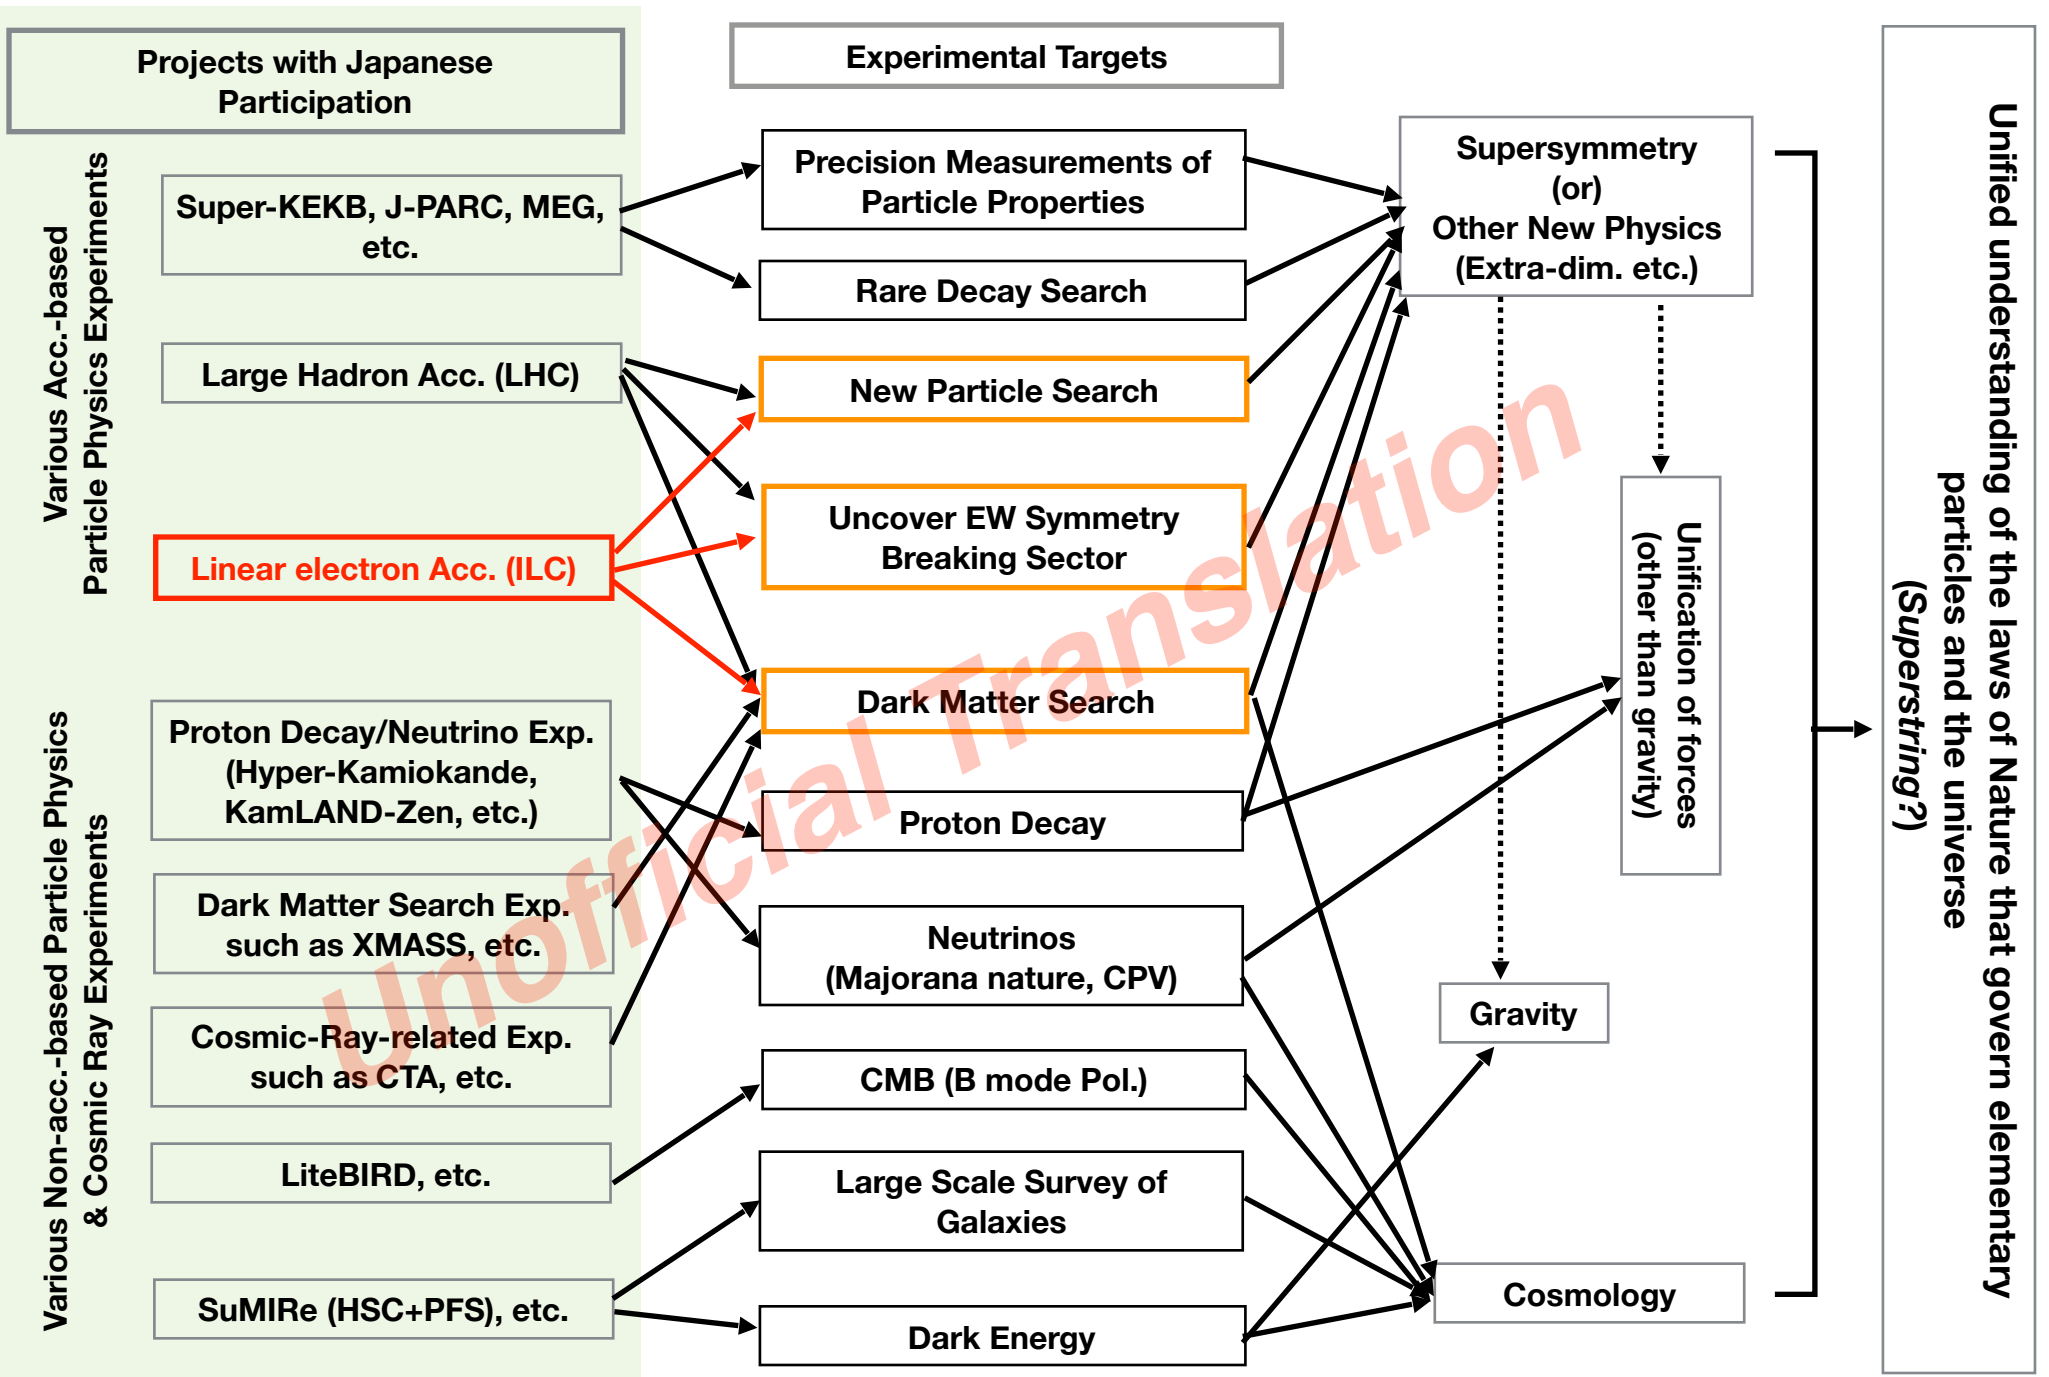 Projects with Japanese
Participation
Experimental Targets
Various Acc.-based
Particle Physics Experiments
Super-KEKB, J-PARC, MEG,
etc.
Large Hadron Acc. (LHC)
Linear electron Acc. (ILC)
Various Non-acc.-based Particle Physics
& Cosmic Ray Experiments
Proton Decay/Neutrino Exp.
(Hyper-Kamiokande,
KamLAND-Zen, etc.)
Dark Matter Search Exp.
such as XMASS, etc.
Cosmic-Ray-related Exp.
such as CTA, etc.
LiteBIRD, etc.
SuMIRe (HSC+PFS), etc.
Precision Measurements of
Particle Properties
Rare Decay Search
New Particle Search
Uncover EW Symmetry
Breaking Sector
Dark Matter Search
Proton Decay
Neutrinos
(Majorana nature, CPV)
CMB (B mode Pol.)
Large Scale Survey of
Galaxies
Dark Energy
Supersymmetry
(or)
Other New Physics
(Extra-dim. etc.)
Unification of forces
(other than gravity)
Gravity
Cosmology
Unified understanding of the laws of Nature that govern elementary
particles and the universe
(Superstring?)
Unofficial Translation